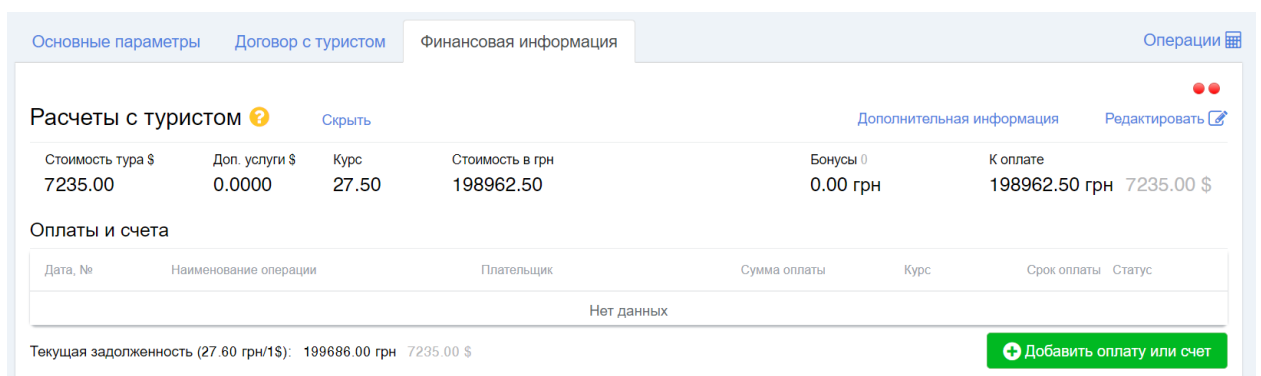 Основные параметры Договор с туристом Финансовая информация Операции
Расчеты с туристом ? Скрыть Дополнительная информация Редактировать
Стоимость тура $ Доп. услуги $ Курс Стоимость в грн Бонусы 0 К оплате
7235.00 0.0000 27.50 198962.50 0.00 грн 198962.50 грн 7235.00 $
Оплаты и счета
Дата, № Наименование операции Плательщик Сумма оплаты Курс Срок оплаты Статус
Нет данных
Текущая задолженность (27.60 грн/1$): 199686.00 грн 7235.00 $ Добавить оплату или счет